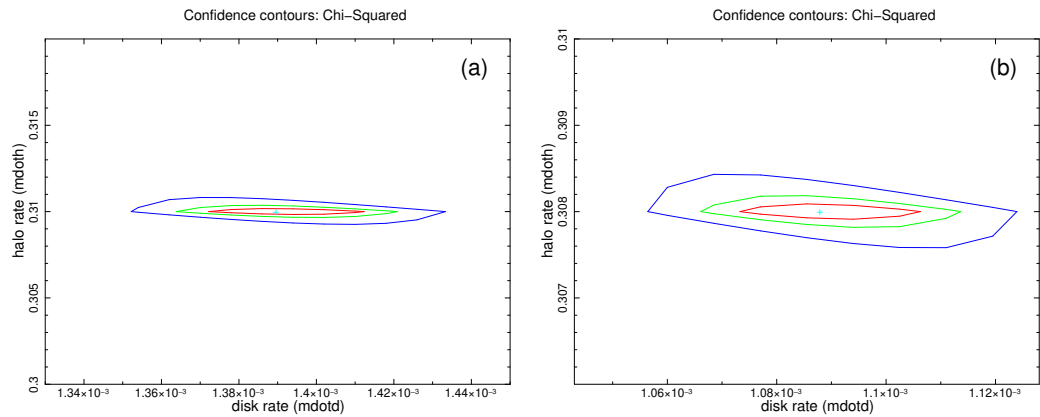 Confidence contours: Chi−Squared
(a)
halo rate (mdoth)
0.315
0.31
0.305
0.3
1.34×10⁻³ 1.36×10⁻³ 1.38×10⁻³ 1.4×10⁻³ 1.42×10⁻³ 1.44×10⁻³
disk rate (mdotd)
Confidence contours: Chi−Squared
(b)
halo rate (mdoth)
0.31
0.309
0.308
0.307
1.06×10⁻³ 1.08×10⁻³ 1.1×10⁻³ 1.12×10⁻³
disk rate (mdotd)